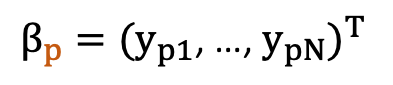 βₚ = (yₚ₁, …, yₚN)ᵀ